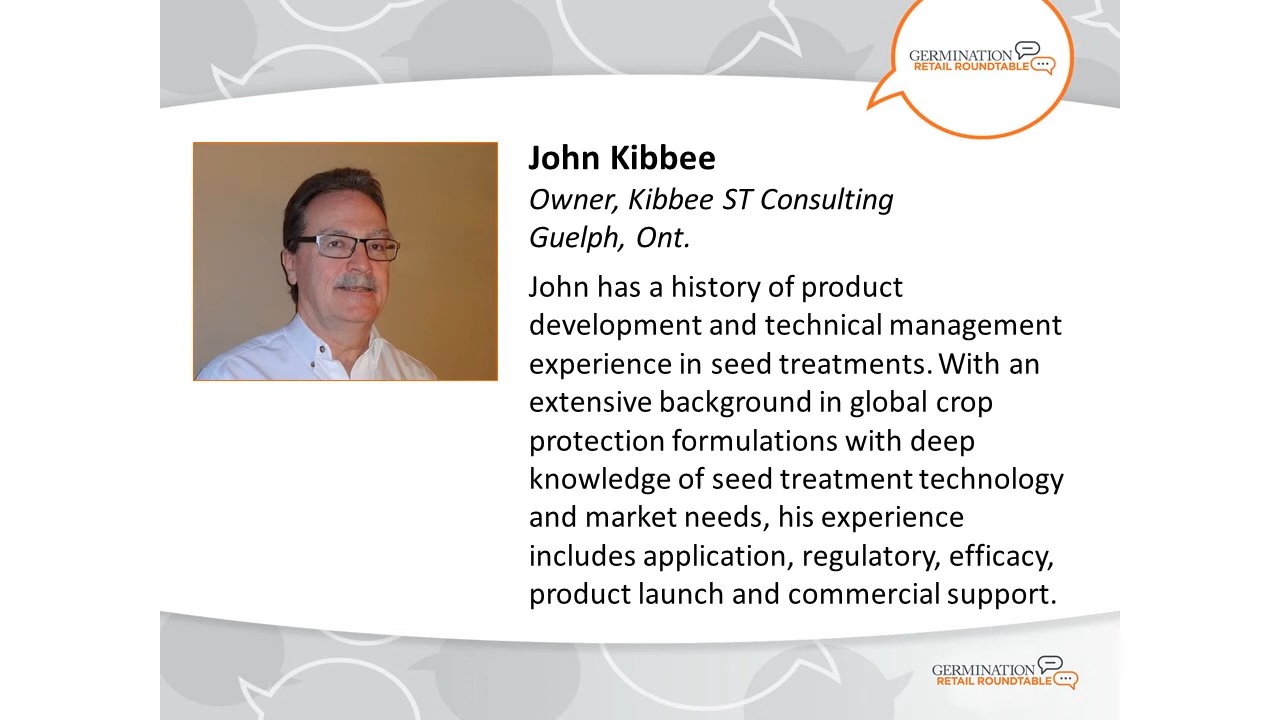 GERMINATION
RETAIL ROUNDTABLE
John Kibbee
Owner, Kibbee ST Consulting
Guelph, Ont.
John has a history of product
development and technical management
experience in seed treatments. With an
extensive background in global crop
protection formulations with deep
knowledge of seed treatment technology
and market needs, his experience
includes application, regulatory, efficacy,
product launch and commercial support.
GERMINATION
RETAIL ROUNDTABLE